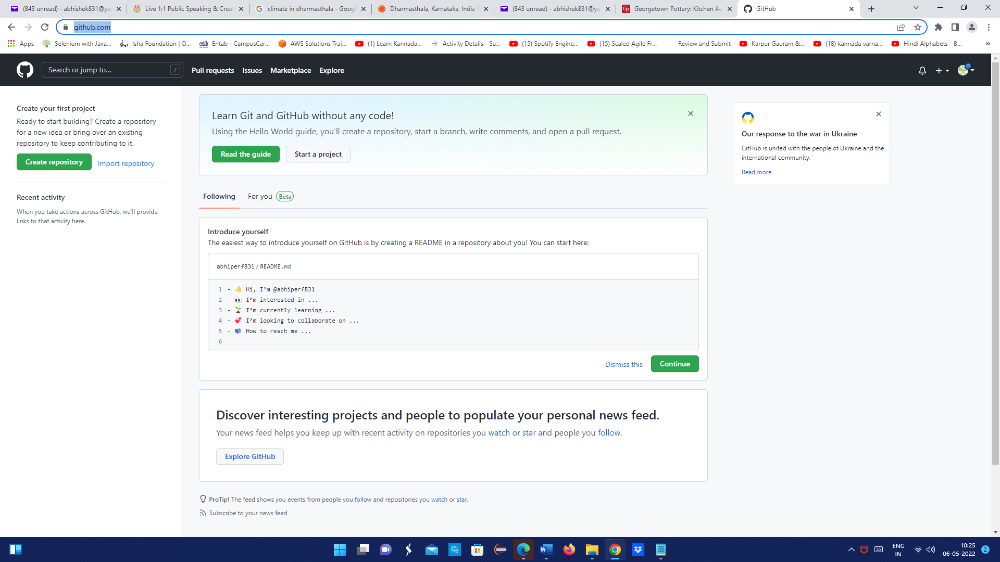 (843 unread) - abhishek831@ya
Live 1:1 Public Speaking & Creat
climate in dharmasthala - Googl
Dharmasthala, Karnataka, India T
(843 unread) - abhishek831@ya
Georgetown Pottery: Kitchen Ac
GitHub
github.com
Apps
Selenium with Java...
Isha Foundation | O...
Entab - CampusCar...
AWS Solutions Trai...
(1) Learn Kannada...
Activity Details - Su...
(15) Spotify Engine...
(15) Scaled Agile Fr...
Review and Submit
Karpur Gauram &...
(18) kannada varna...
Hindi Alphabets - B...
»
Search or jump to...
/
Pull requests
Issues
Marketplace
Explore
Create your first project
Ready to start building? Create a repository
for a new idea or bring over an existing
repository to keep contributing to it.
Create repository
Import repository
Recent activity
When you take actions across GitHub, we’ll provide
links to that activity here.
Learn Git and GitHub without any code!
Using the Hello World guide, you’ll create a repository, start a branch, write comments, and open a pull request.
Read the guide
Start a project
Following
For you
Beta
Introduce yourself
The easiest way to introduce yourself on GitHub is by creating a README in a repository about you! You can start here:
abhiperf831 / README.md
1 - 👋 Hi, I’m @abhiperf831
2 - 👀 I’m interested in ...
3 - 🌱 I’m currently learning ...
4 - 💞️ I’m looking to collaborate on ...
5 - 📫 How to reach me ...
6
Dismiss this
Continue
Discover interesting projects and people to populate your personal news feed.
Your news feed helps you keep up with recent activity on repositories you watch or star and people you follow.
Explore GitHub
ProTip! The feed shows you events from people you follow and repositories you watch or star.
Subscribe to your news feed
Our response to the war in Ukraine
GitHub is united with the people of Ukraine and the
international community.
Read more
ENG
IN
10:25
06-05-2022
2